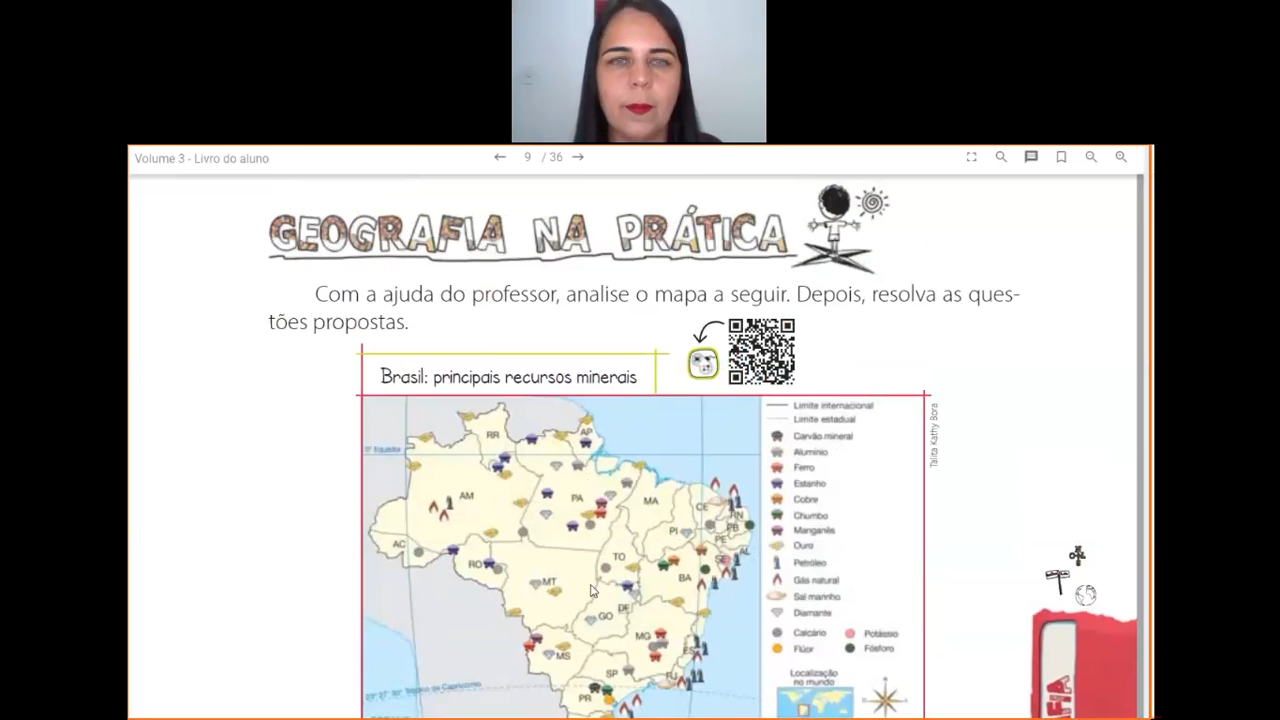 Volume 3 - Livro do aluno
9 / 36
GEOGRAFIA NA PRÁTICA
Com a ajuda do professor, analise o mapa a seguir. Depois, resolva as ques-
tões propostas.
Brasil: principais recursos minerais
Limite internacional
Limite estadual
Carvão mineral
Alumínio
Ferro
Estanho
Cobre
Chumbo
Manganês
Ouro
Petróleo
Gás natural
Sal marinho
Diamante
Calcário
Potássio
Flúor
Fósforo
Localização
no mundo
Talita Kathy Bora
0° Equador
RR
AP
AM
PA
MA
CE
RN
PB
PE
AL
SE
PI
AC
RO
TO
BA
MT
DF
GO
MG
ES
MS
SP
RJ
PR
Trópico de Capricórnio